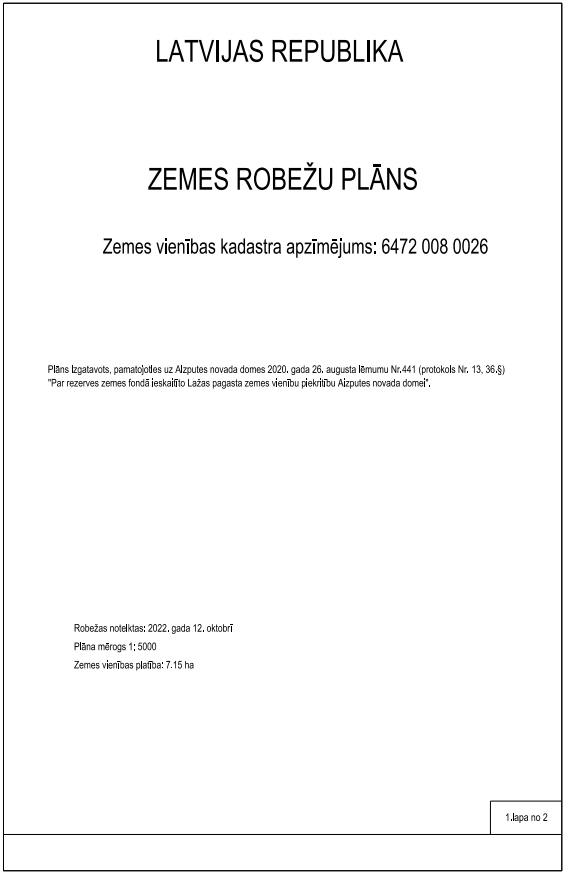 LATVIJAS REPUBLIKA
ZEMES ROBEŽU PLĀNS
Zemes vienības kadastra apzīmējums: 6472 008 0026
Plāns izgatavots, pamatojoties uz Aizputes novada domes 2020. gada 26. augusta lēmumu Nr.441 (protokols Nr. 13, 36.§)
"Par rezerves zemes fondā ieskaitīto Lažas pagasta zemes vienību piekritību Aizputes novada domei".
Robežas noteiktas: 2022. gada 12. oktobrī
Plāna mērogs 1: 5000
Zemes vienības platība: 7.15 ha
1.lapa no 2